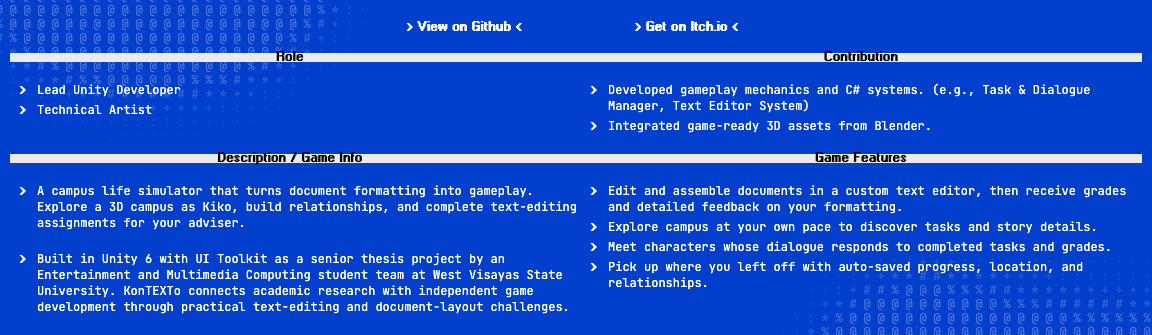 › View on Github ‹
› Get on Itch.io ‹
Role
› Lead Unity Developer
› Technical Artist
Contribution
› Developed gameplay mechanics and C# systems. (e.g., Task & Dialogue
Manager, Text Editor System)
› Integrated game-ready 3D assets from Blender.
Description / Game Info
› A campus life simulator that turns document formatting into gameplay.
Explore a 3D campus as Kiko, build relationships, and complete text-editing
assignments for your adviser.
› Built in Unity 6 with UI Toolkit as a senior thesis project by an
Entertainment and Multimedia Computing student team at West Visayas State
University. KonTEXTo connects academic research with independent game
development through practical text-editing and document-layout challenges.
Game Features
› Edit and assemble documents in a custom text editor, then receive grades
and detailed feedback on your formatting.
› Explore campus at your own pace to discover tasks and story details.
› Meet characters whose dialogue responds to completed tasks and grades.
› Pick up where you left off with auto-saved progress, location, and
relationships.